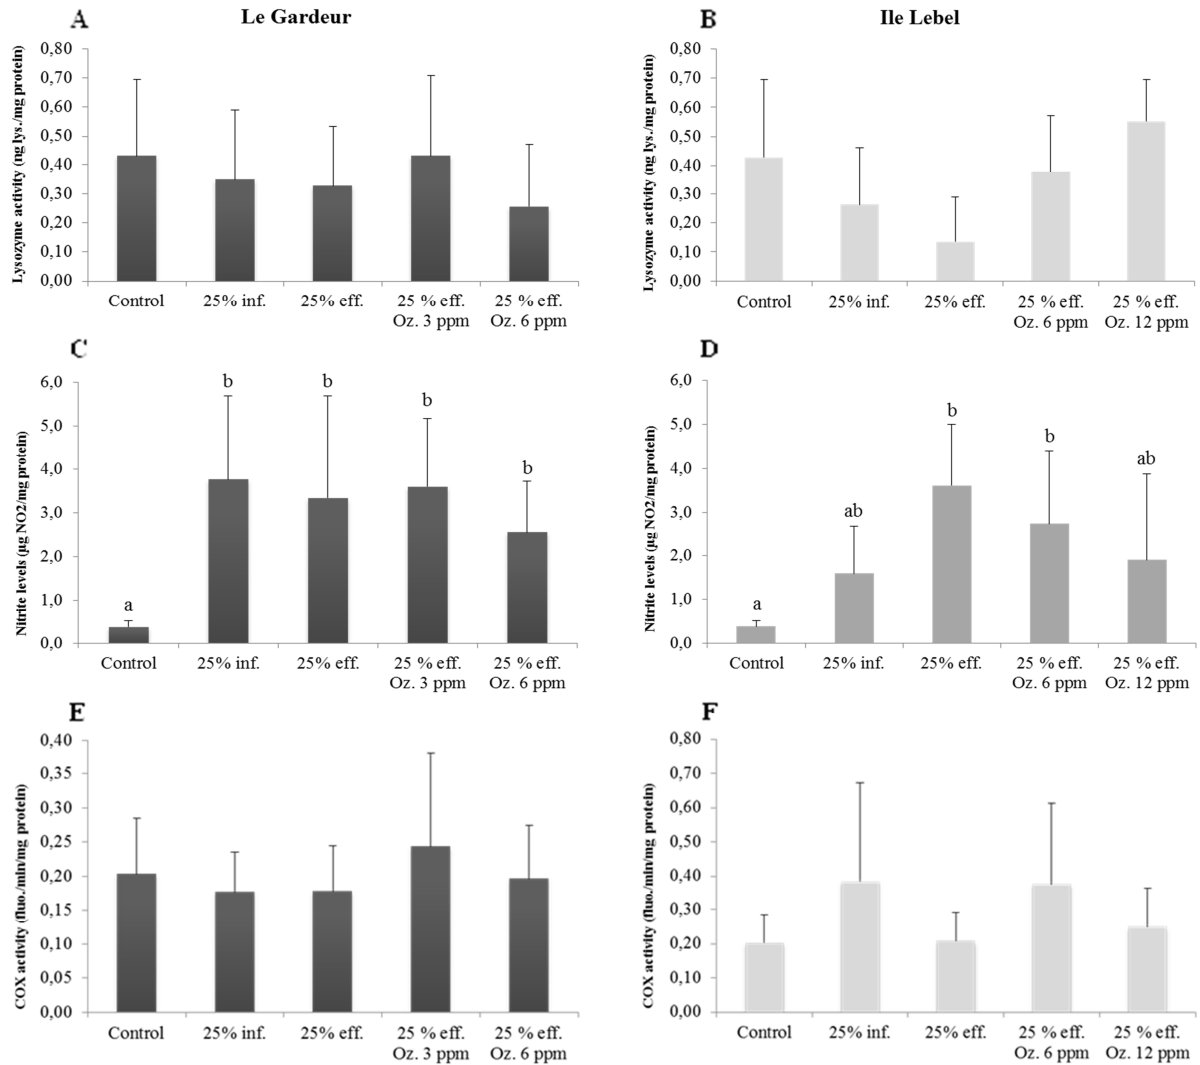 A
Le Gardeur
Lysozyme activity (ng lys./mg protein)
0,80
0,70
0,60
0,50
0,40
0,30
0,20
0,10
0,00
Control
25% inf.
25% eff.
25 % eff.
Oz. 3 ppm
25 % eff.
Oz. 6 ppm
B
Ile Lebel
Lysozyme activity (ng lys./mg protein)
0,80
0,70
0,60
0,50
0,40
0,30
0,20
0,10
0,00
Control
25% inf.
25% eff.
25 % eff.
Oz. 6 ppm
25 % eff.
Oz. 12 ppm
C
Nitrite levels (µg NO2/mg protein)
6,0
5,0
4,0
3,0
2,0
1,0
0,0
a
b
b
b
b
Control
25% inf.
25% eff.
25 % eff.
Oz. 3 ppm
25 % eff.
Oz. 6 ppm
D
Nitrite levels (µg NO2/mg protein)
6,0
5,0
4,0
3,0
2,0
1,0
0,0
a
ab
b
b
ab
Control
25% inf.
25% eff.
25 % eff.
Oz. 6 ppm
25 % eff.
Oz. 12 ppm
E
COX activity (fluo./min/mg protein)
0,40
0,35
0,30
0,25
0,20
0,15
0,10
0,05
0,00
Control
25% inf.
25% eff.
25 % eff.
Oz. 3 ppm
25 % eff.
Oz. 6 ppm
F
COX activity (fluo./min/mg protein)
0,80
0,70
0,60
0,50
0,40
0,30
0,20
0,10
0,00
Control
25% inf.
25% eff.
25 % eff.
Oz. 6 ppm
25 % eff.
Oz. 12 ppm